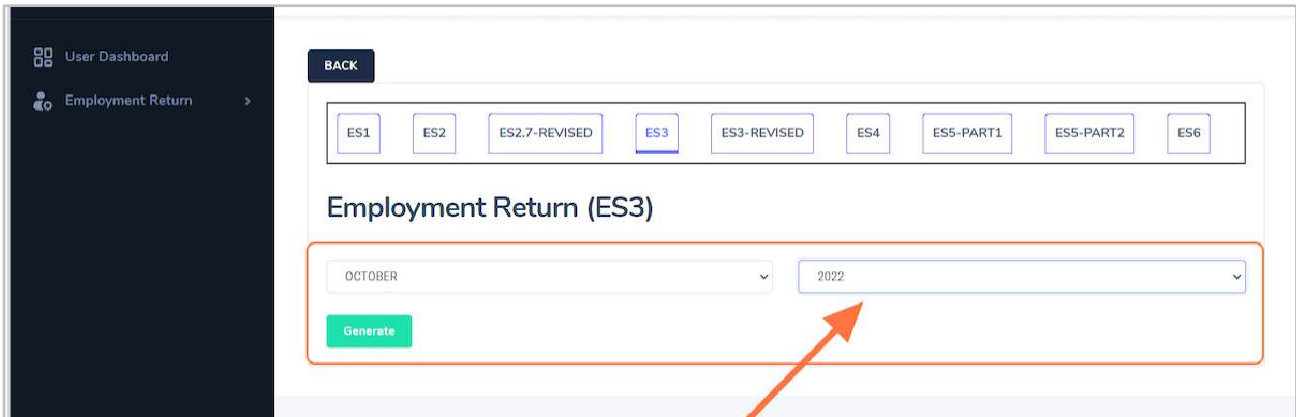 User Dashboard
Employment Return
BACK
ES1 ES2 ES2.7-REVISED ES3 ES3-REVISED ES4 ES5-PART1 ES5-PART2 ES6
Employment Return (ES3)
OCTOBER 2022
Generate